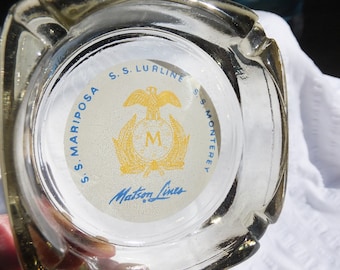 S.S. MARIPOSA S.S. LURLINE S.S. MONTEREY
M
Matson Lines